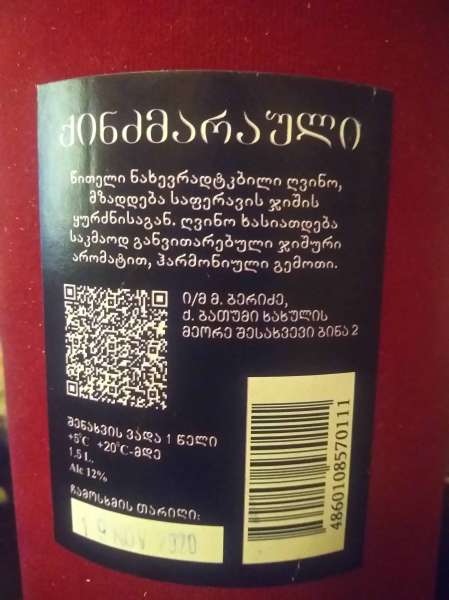 ქინძმარაული
წითელი ნახევრადტკბილი ღვინო,
მზადდება საფერავის ჯიშის
ყურძნისაგან. ღვინო ხასიათდება
საკმაოდ განვითარებული ჯიშური
არომატით, ჰარმონიული გემოთი.
ი/მ მ. ბერიძე,
ქ. ბათუმი ხახულის
მეორე შესახვევი ბინა 2
შენახვის ვადა 1 წელი
+5°C +20°C-მდე
1.5 L.
Alc 12%
ჩამოსხმის თარიღი:
19 NOV 2020
4860108570111